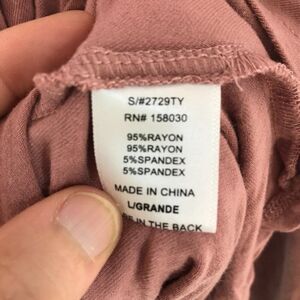 S/#2729TY
RN# 158030
95%RAYON
95%RAYON
5%SPANDEX
5%SPANDEX
MADE IN CHINA
L/GRANDE
IN THE BACK